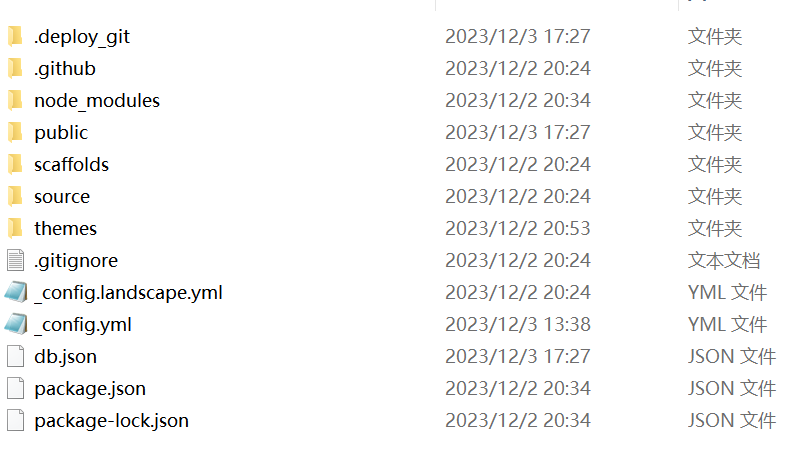 .deploy_git 2023/12/3 17:27 文件夹
.github 2023/12/2 20:24 文件夹
node_modules 2023/12/2 20:34 文件夹
public 2023/12/3 17:27 文件夹
scaffolds 2023/12/2 20:24 文件夹
source 2023/12/2 20:24 文件夹
themes 2023/12/2 20:53 文件夹
.gitignore 2023/12/2 20:24 文本文档
_config.landscape.yml 2023/12/2 20:24 YML 文件
_config.yml 2023/12/3 13:38 YML 文件
db.json 2023/12/3 17:27 JSON 文件
package.json 2023/12/2 20:34 JSON 文件
package-lock.json 2023/12/2 20:34 JSON 文件